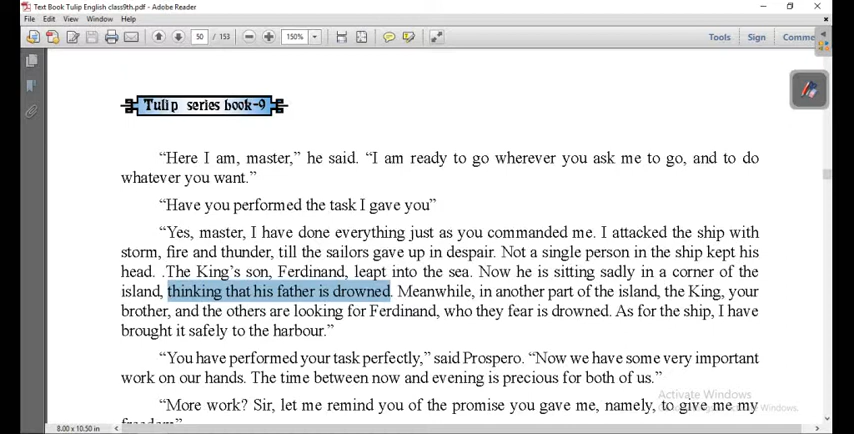 Text Book Tulip English class9th.pdf - Adobe Reader
File Edit View Window Help
50 / 153 150% Tools Sign Comme
Tulip series book-9
“Here I am, master,” he said. “I am ready to go wherever you ask me to go, and to do
whatever you want.”
“Have you performed the task I gave you”
“Yes, master, I have done everything just as you commanded me. I attacked the ship with
storm, fire and thunder, till the sailors gave up in despair. Not a single person in the ship kept his
head. .The King’s son, Ferdinand, leapt into the sea. Now he is sitting sadly in a corner of the
island, thinking that his father is drowned. Meanwhile, in another part of the island, the King, your
brother, and the others are looking for Ferdinand, who they fear is drowned. As for the ship, I have
brought it safely to the harbour.”
“You have performed your task perfectly,” said Prospero. “Now we have some very important
work on our hands. The time between now and evening is precious for both of us.”
Activate Windows
“More work? Sir, let me remind you of the promise you gave me, namely, to give me my
freedom”
8.00 x 10.50 in